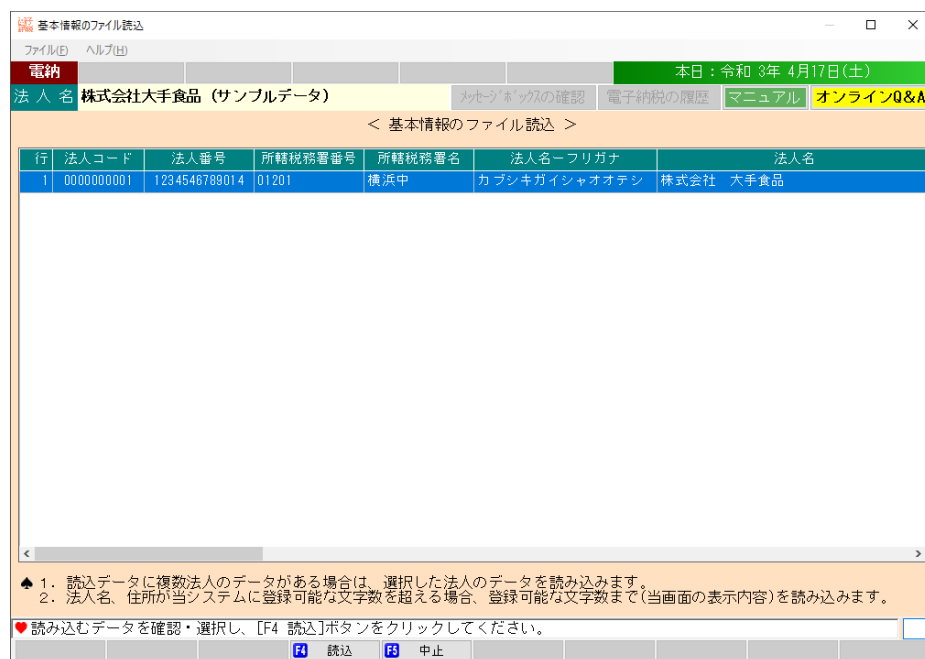 基本情報のファイル読込
ファイル(F) ヘルプ(H)
電納 本日：令和 3年 4月17日(土)
法人名 株式会社大手食品（サンプルデータ） メッセージボックスの確認 電子納税の履歴 マニュアル オンラインQ&A
＜ 基本情報のファイル読込 ＞
行 法人コード 法人番号 所轄税務署番号 所轄税務署名 法人名－フリガナ 法人名
1 0000000001 1234546789014 01201 横浜中 カブシキガイシャオオテシ 株式会社 大手食品
♠ 1. 読込データに複数法人のデータがある場合は、選択した法人のデータを読み込みます。
2. 法人名、住所が当システムに登録可能な文字数を超える場合、登録可能な文字数まで(当画面の表示内容)を読み込みます。
♥読み込むデータを確認・選択し、[F4 読込]ボタンをクリックしてください。
F4 読込 F5 中止